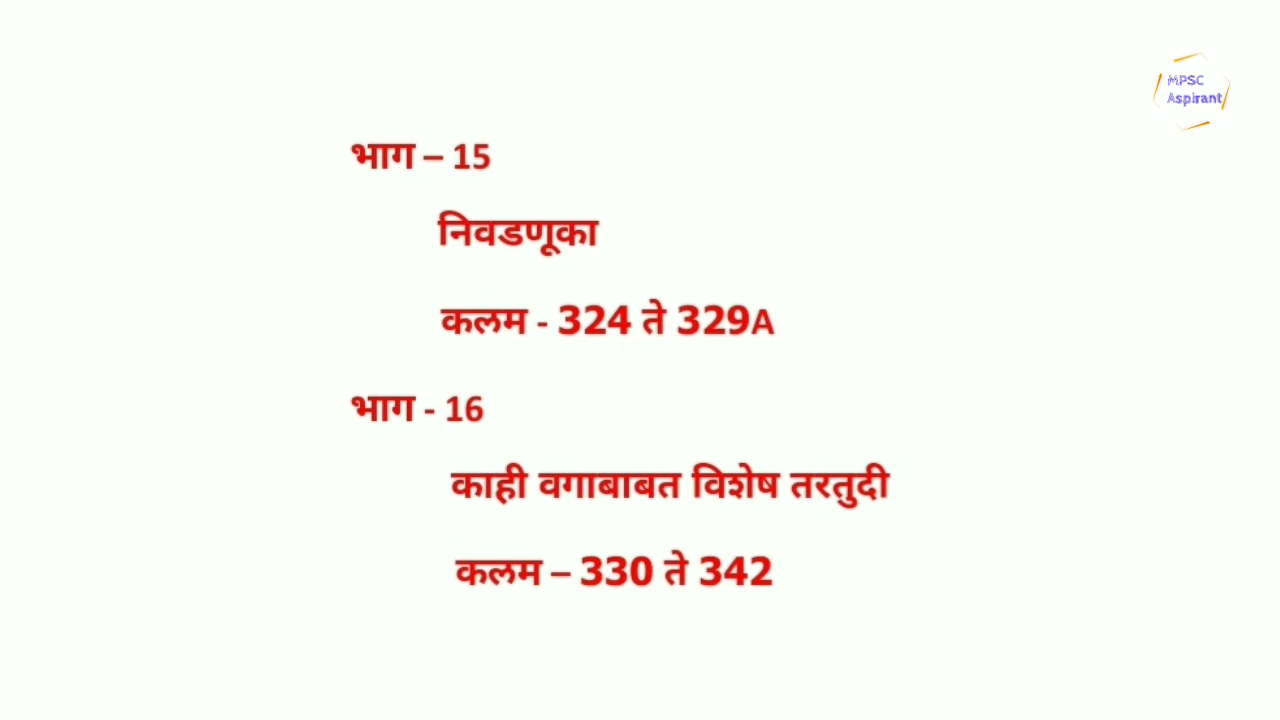 MPSC
Aspirant
भाग – 15
निवडणूका
कलम - 324 ते 329A
भाग - 16
काही वगाबाबत विशेष तरतुदी
कलम – 330 ते 342